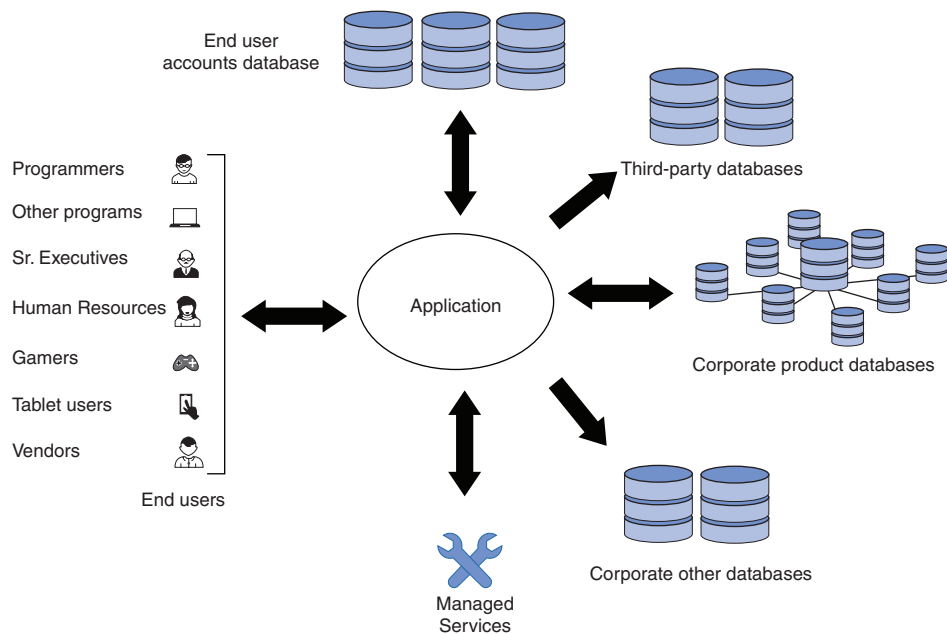 End user
accounts database
Third-party databases
Programmers
Other programs
Sr. Executives
Human Resources
Gamers
Tablet users
Vendors
End users
Application
Corporate product databases
Corporate other databases
Managed
Services